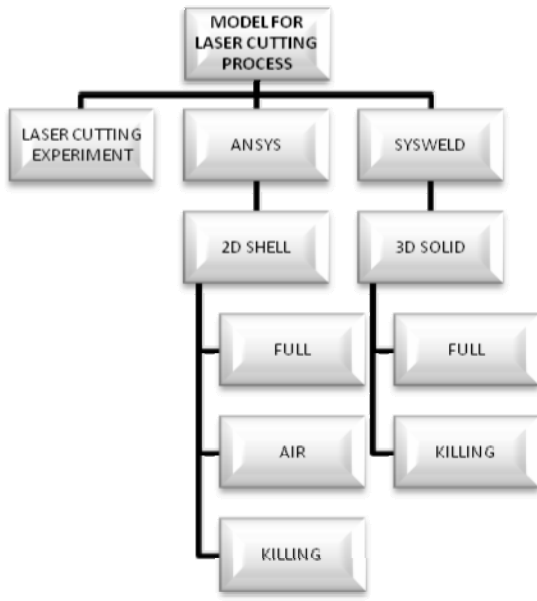 MODEL FOR
LASER CUTTING
PROCESS
LASER CUTTING
EXPERIMENT
ANSYS
SYSWELD
2D SHELL
3D SOLID
FULL
FULL
AIR
KILLING
KILLING